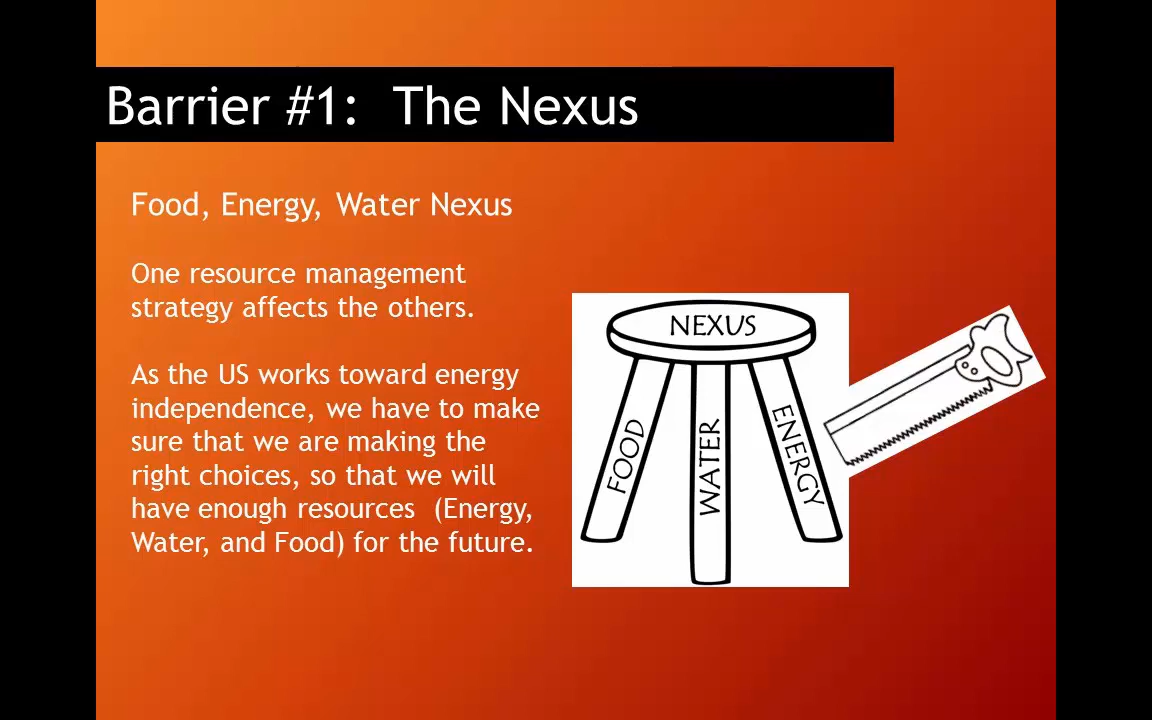 Barrier #1:  The Nexus
Food, Energy, Water Nexus
One resource management
strategy affects the others.
As the US works toward energy
independence, we have to make
sure that we are making the
right choices, so that we will
have enough resources  (Energy,
Water, and Food) for the future.
NEXUS
FOOD
WATER
ENERGY